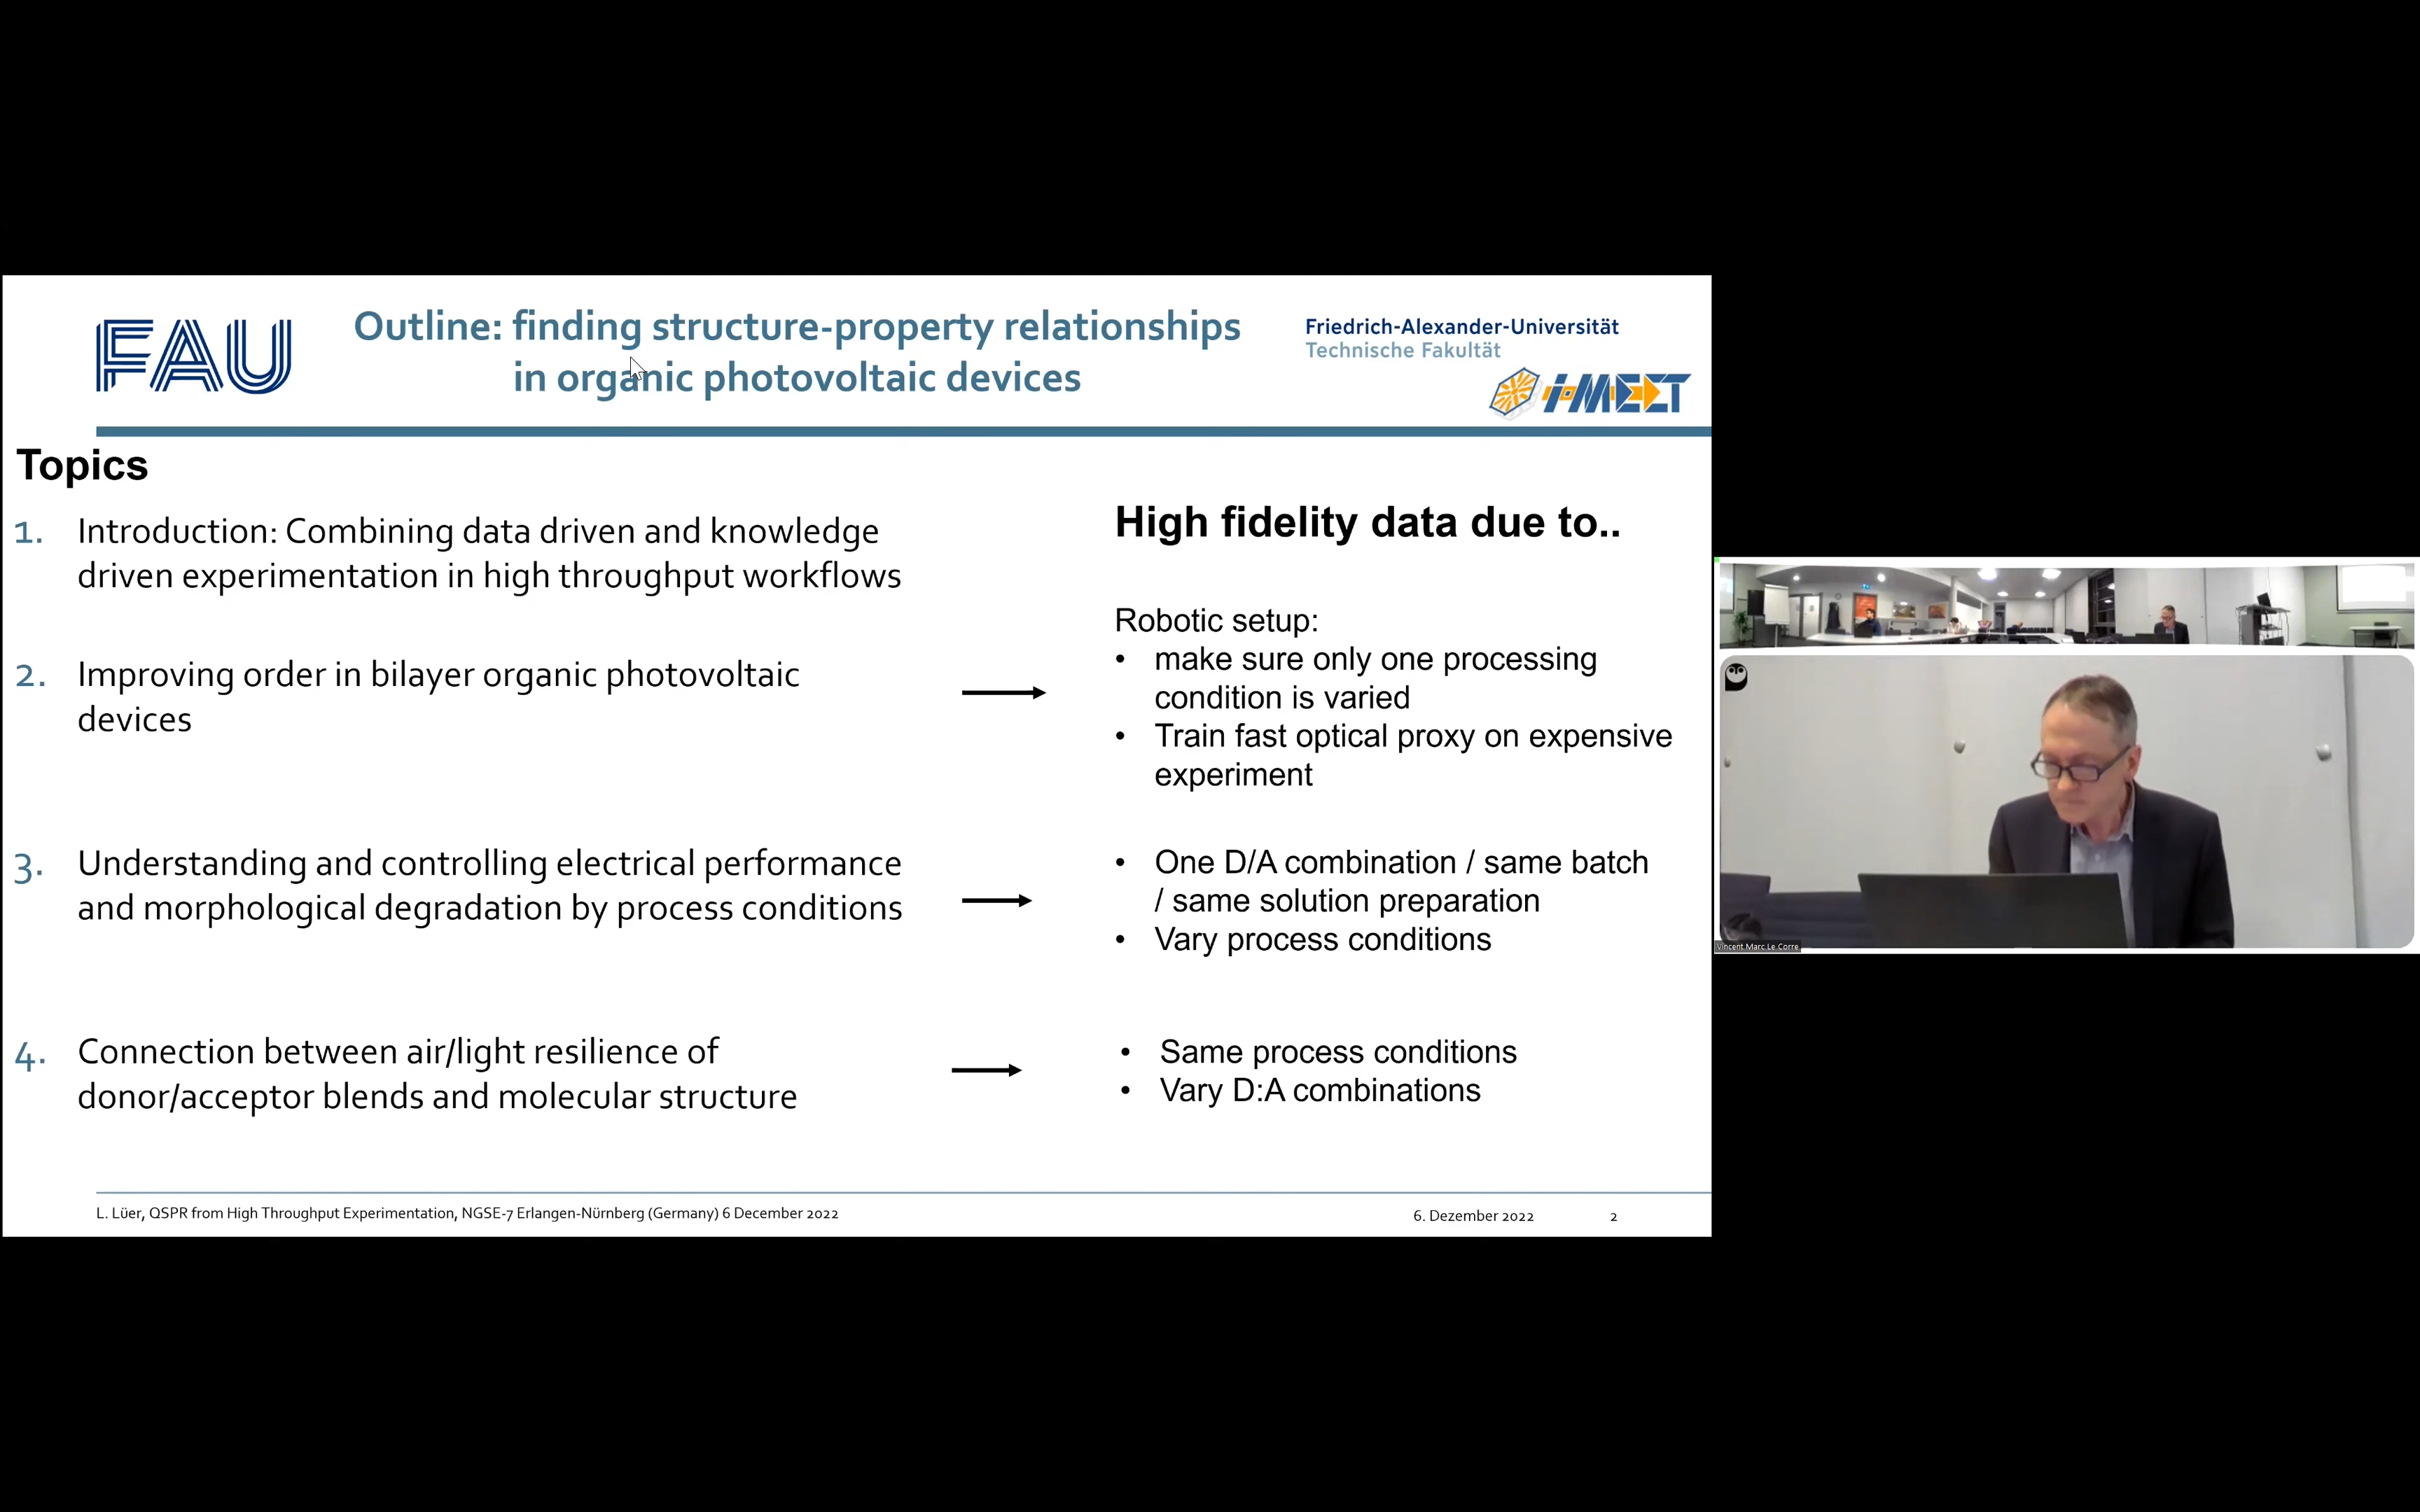 FAU
Outline: finding structure-property relationships
in organic photovoltaic devices
Friedrich-Alexander-Universität
Technische Fakultät
i-MEET
Topics
1. Introduction: Combining data driven and knowledge
driven experimentation in high throughput workflows
2. Improving order in bilayer organic photovoltaic
devices
3. Understanding and controlling electrical performance
and morphological degradation by process conditions
4. Connection between air/light resilience of
donor/acceptor blends and molecular structure
High fidelity data due to..
Robotic setup:
• make sure only one processing
condition is varied
• Train fast optical proxy on expensive
experiment
• One D/A combination / same batch
/ same solution preparation
• Vary process conditions
• Same process conditions
• Vary D:A combinations
L. Lüer, QSPR from High Throughput Experimentation, NGSE-7 Erlangen-Nürnberg (Germany) 6 December 2022
6. Dezember 2022
2
Vincent Marc Le Corre